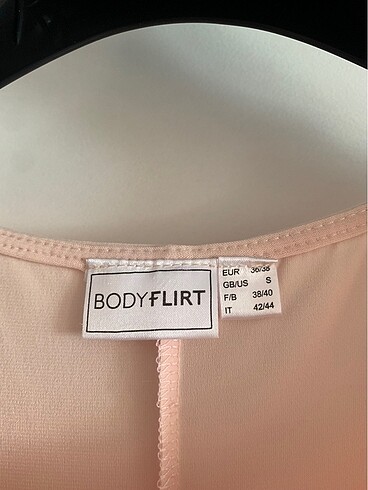 BODYFLIRT
EUR 36/38
GB/US S
F/B 38/40
IT 42/44